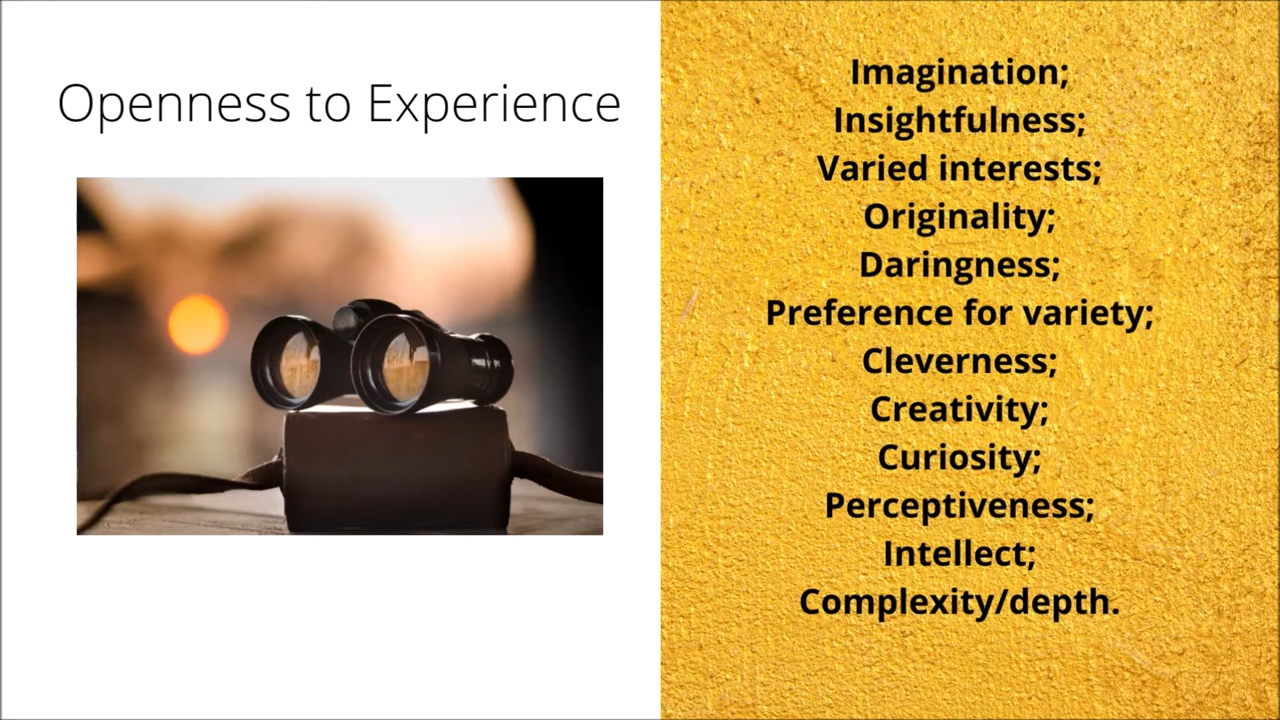 Openness to Experience
Imagination;
Insightfulness;
Varied interests;
Originality;
Daringness;
Preference for variety;
Cleverness;
Creativity;
Curiosity;
Perceptiveness;
Intellect;
Complexity/depth.